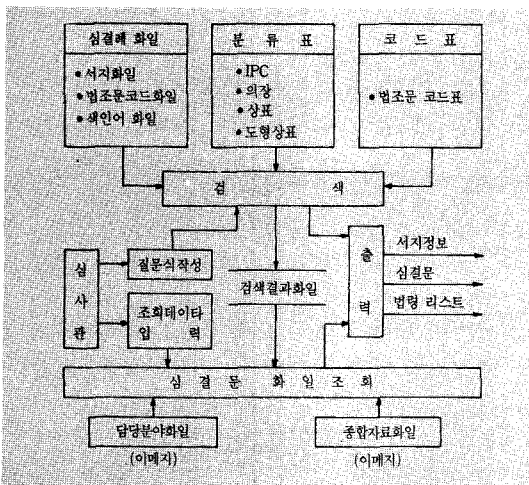 심결례 화일
• 서지화일
• 법조문코드화일
• 색인어 화일
분 류 표
• IPC
• 의장
• 상표
• 도형상표
코 드 표
• 법조문 코드표
검 색
심사관
질문식작성
조회데이타
입 력
검색결과화일
출력
서지정보
심결문
법령 리스트
심 결 문 화 일 조 회
담당분야화일
(이메지)
종합자료화일
(이메지)